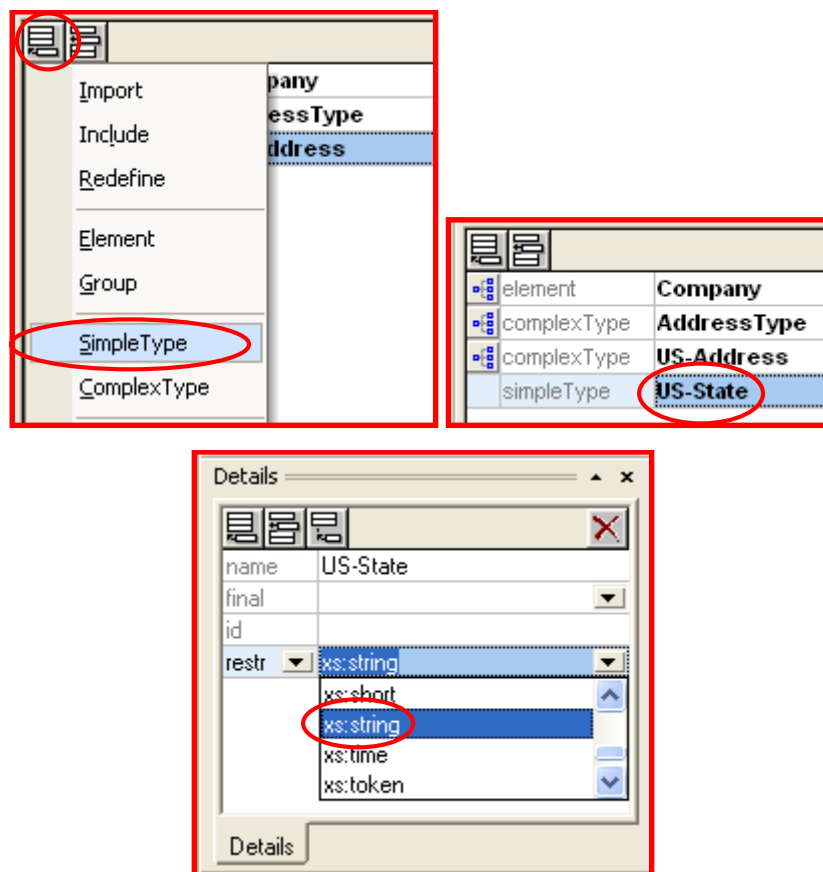 Import
Include
Redefine
Element
Group
SimpleType
ComplexType
pany
essType
ddress
element Company
complexType AddressType
complexType US-Address
simpleType US-State
Details
name US-State
final
id
restr xs:string
xs:short
xs:string
xs:time
xs:token
Details